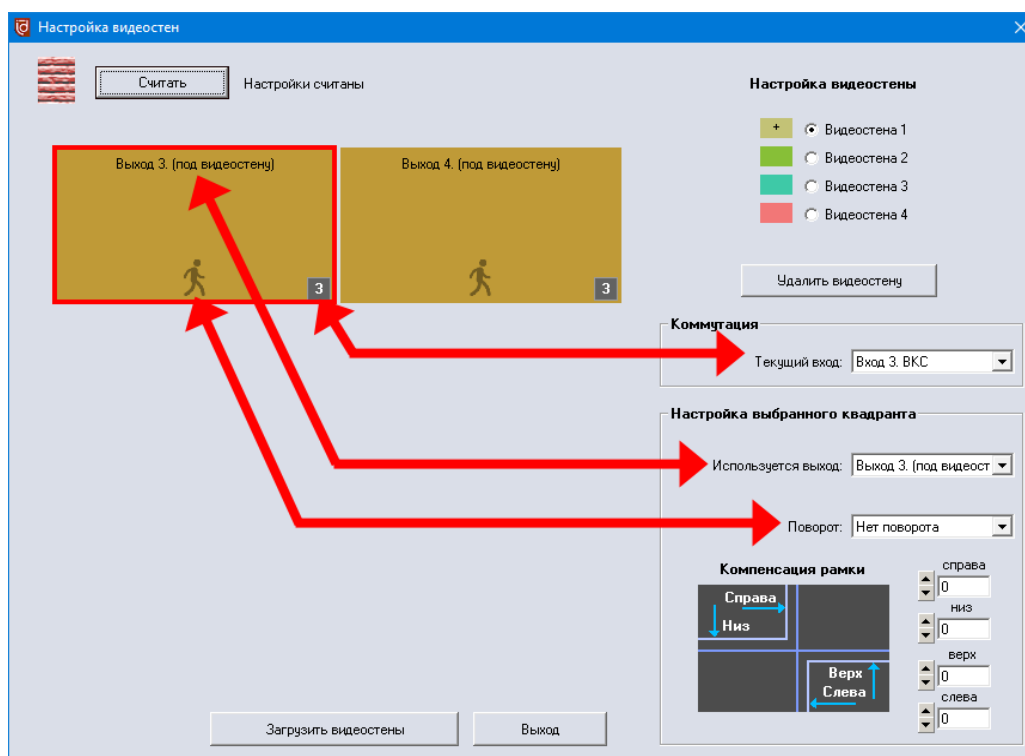 Настройка видеостен
Считать
Настройки считаны
Настройка видеостены
+
Видеостена 1
Видеостена 2
Видеостена 3
Видеостена 4
Выход 3. (под видеостену)
Выход 4. (под видеостену)
3
3
Удалить видеостену
Коммутация
Текущий вход: Вход 3. ВКС
Настройка выбранного квадранта
Используется выход: Выход 3. (под видеост
Поворот: Нет поворота
Компенсация рамки
справа
0
низ
0
верх
0
слева
0
Справа
Низ
Верх
Слева
Загрузить видеостены
Выход